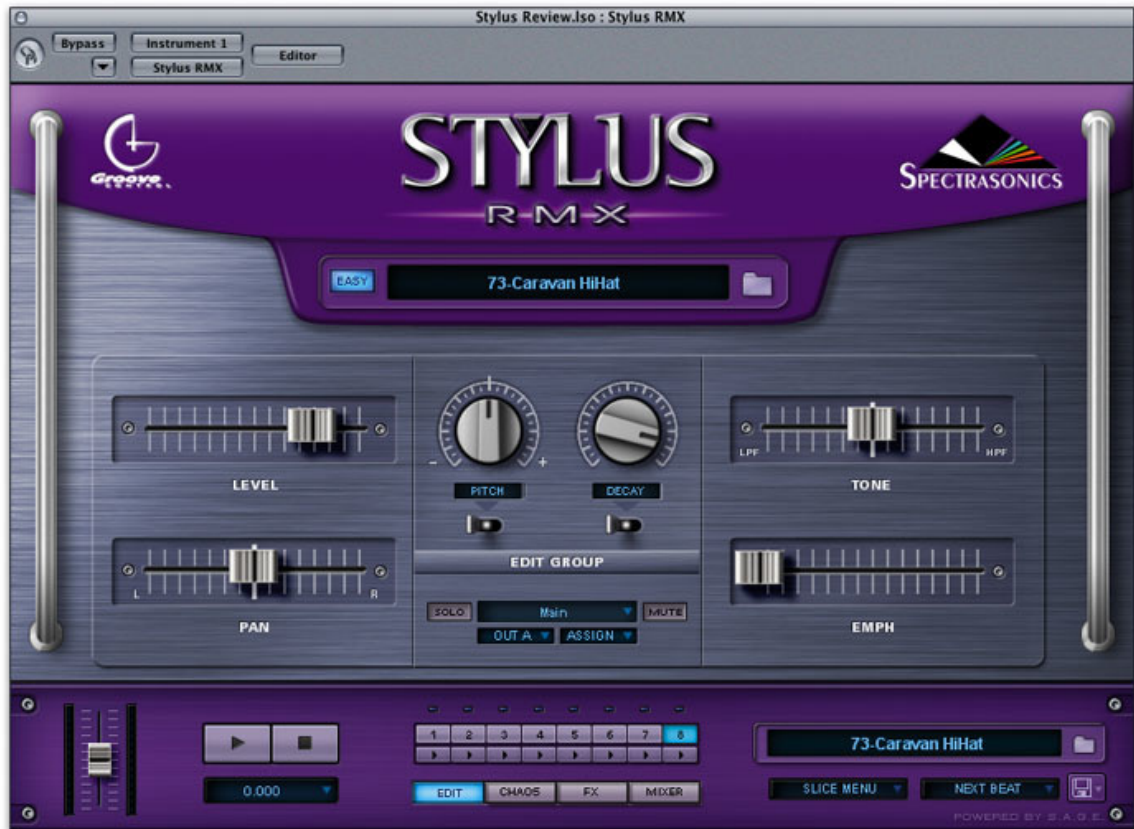 Stylus Review.lso : Stylus RMX
Bypass
Instrument 1
Editor
Stylus RMX
Groove
CONTROL
STYLUS
RMX
SPECTRASONICS
EASY
73-Caravan HiHat
LPF
HPF
LEVEL
- +
PITCH
DECAY
TONE
EDIT GROUP
L
R
PAN
SOLO
Main
MUTE
OUT A
ASSIGN
EMPH
1 2 3 4 5 6 7 8
73-Caravan HiHat
0.000
EDIT
CHAOS
FX
MIXER
SLICE MENU
NEXT BEAT
POWERED BY S.A.G.E.